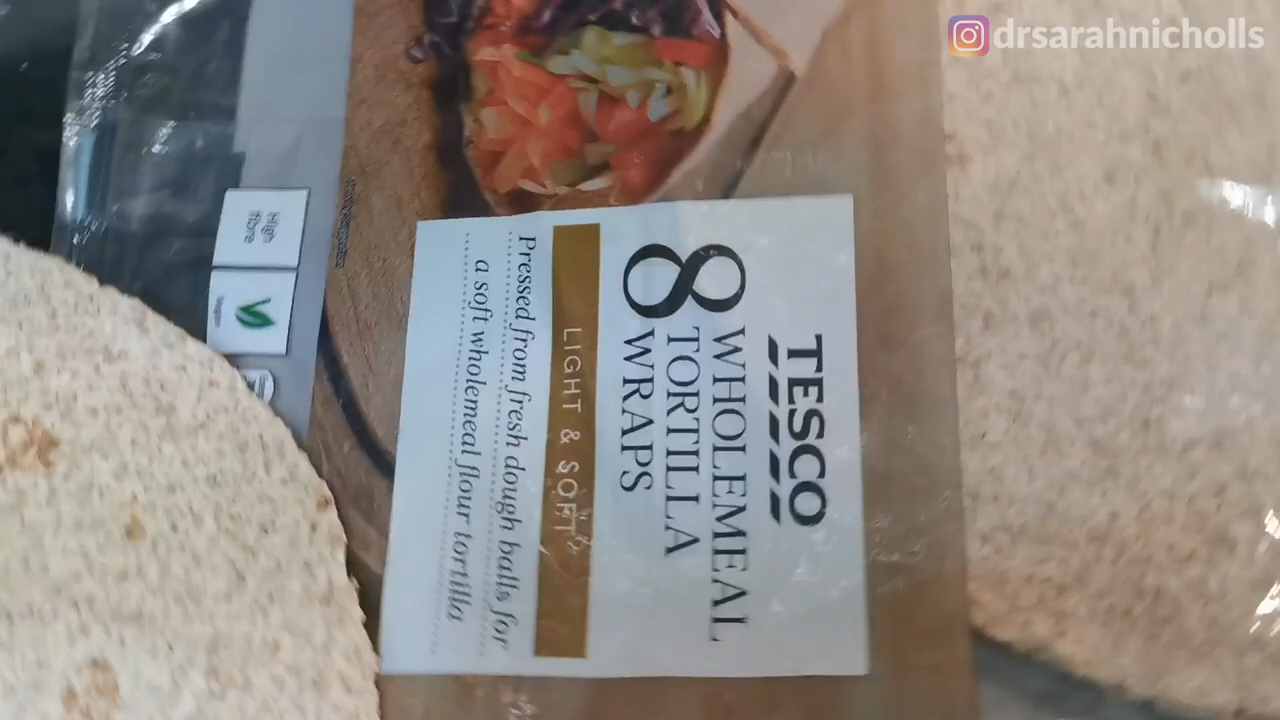 drsarahnicholls
TESCO
8 WHOLEMEAL
TORTILLA
WRAPS
LIGHT & SOFT
Pressed from fresh dough balls for
a soft wholemeal flour tortilla
High
fibre
Vegan